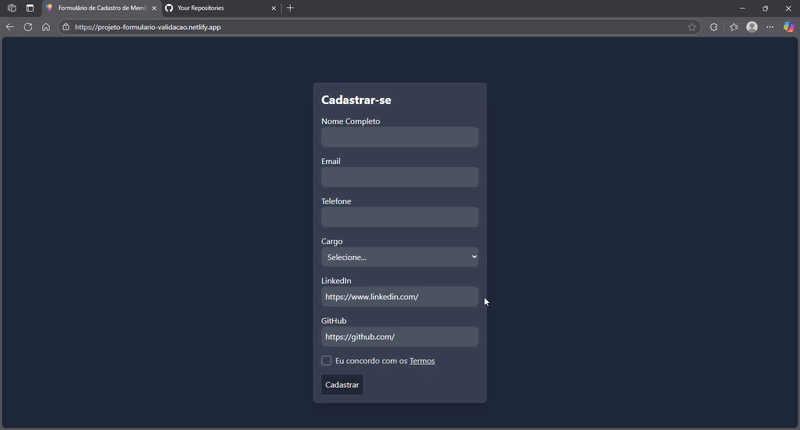 Formulário de Cadastro de Memb
Your Repositories
https://projeto-formulario-validacao.netlify.app
Cadastrar-se
Nome Completo
Email
Telefone
Cargo
Selecione...
LinkedIn
https://www.linkedin.com/
GitHub
https://github.com/
Eu concordo com os Termos
Cadastrar